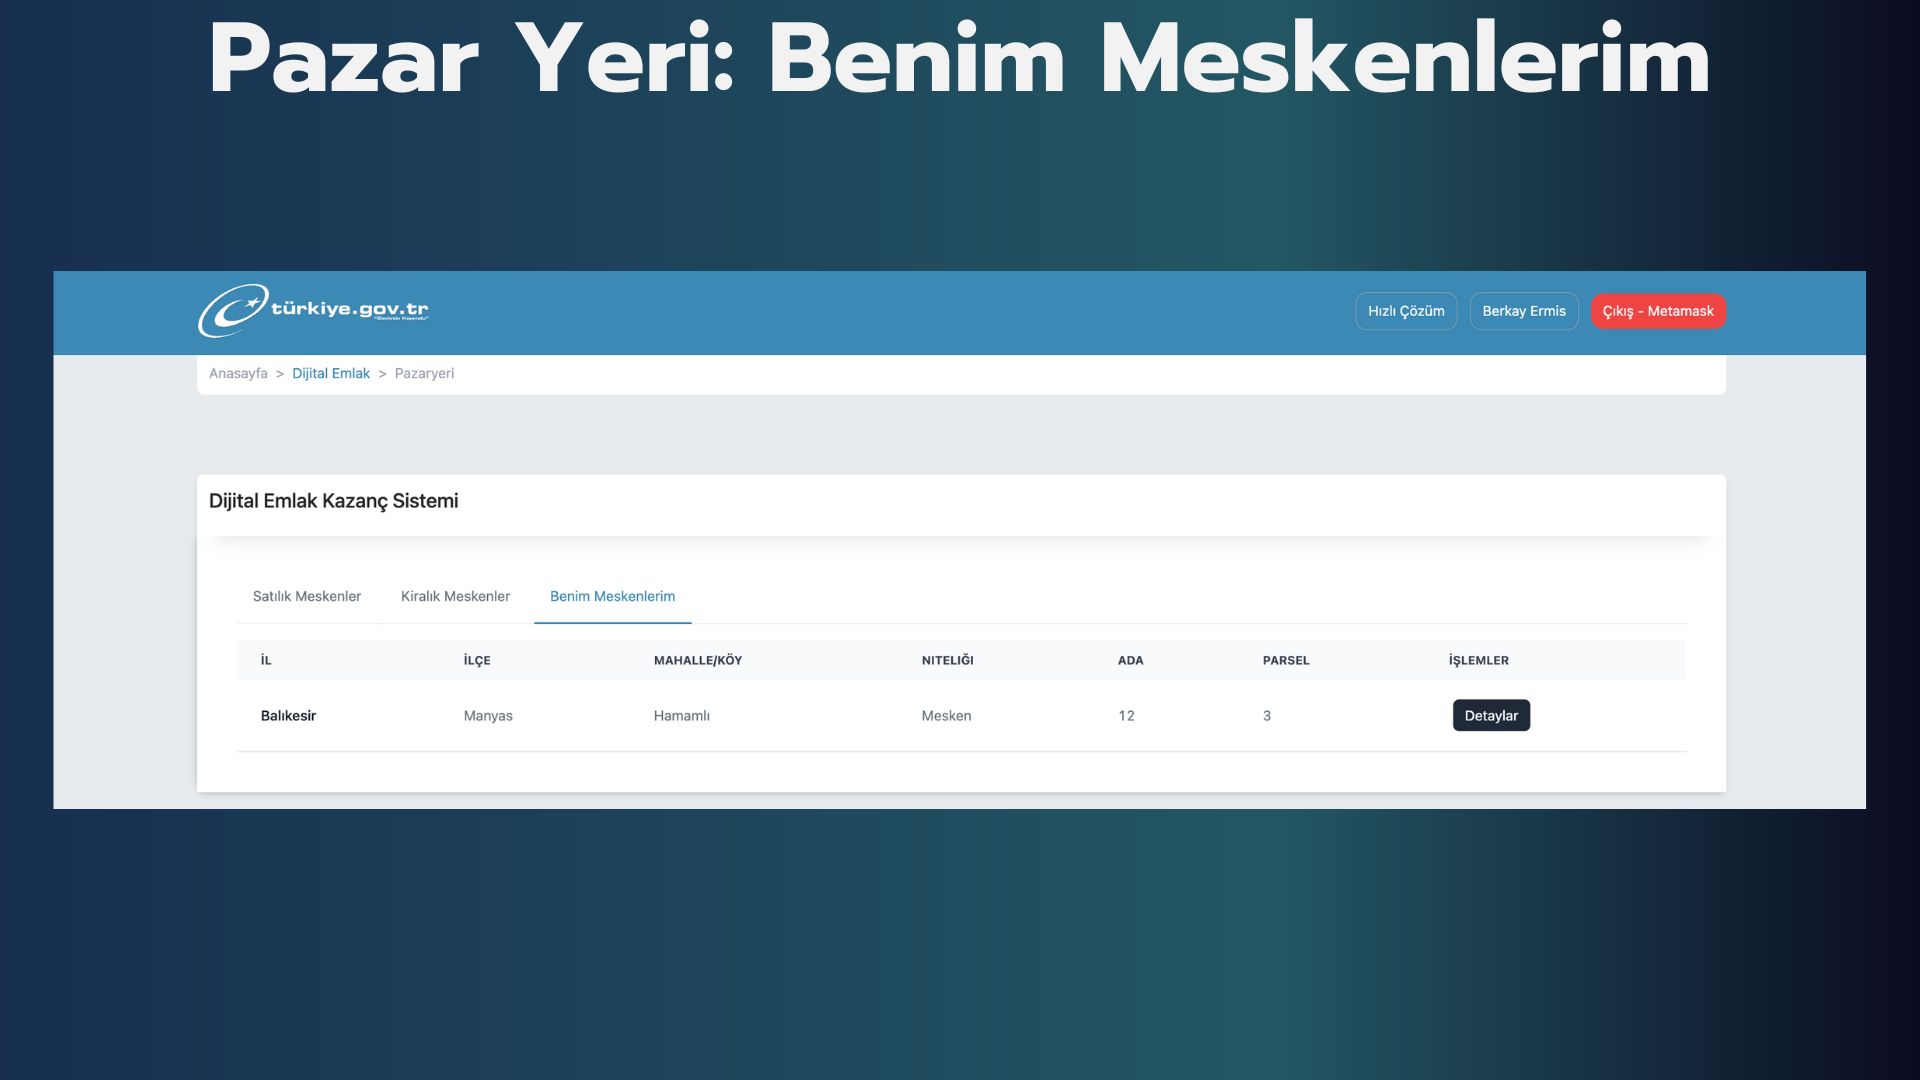 Pazar Yeri: Benim Meskenlerim
türkiye.gov.tr
Hızlı Çözüm
Berkay Ermis
Çıkış - Metamask
Anasayfa > Dijital Emlak > Pazaryeri
Dijital Emlak Kazanç Sistemi
Satılık Meskenler Kiralık Meskenler Benim Meskenlerim
İL İLÇE MAHALLE/KÖY NITELIĞI ADA PARSEL İŞLEMLER
Balıkesir Manyas Hamamlı Mesken 12 3 Detaylar